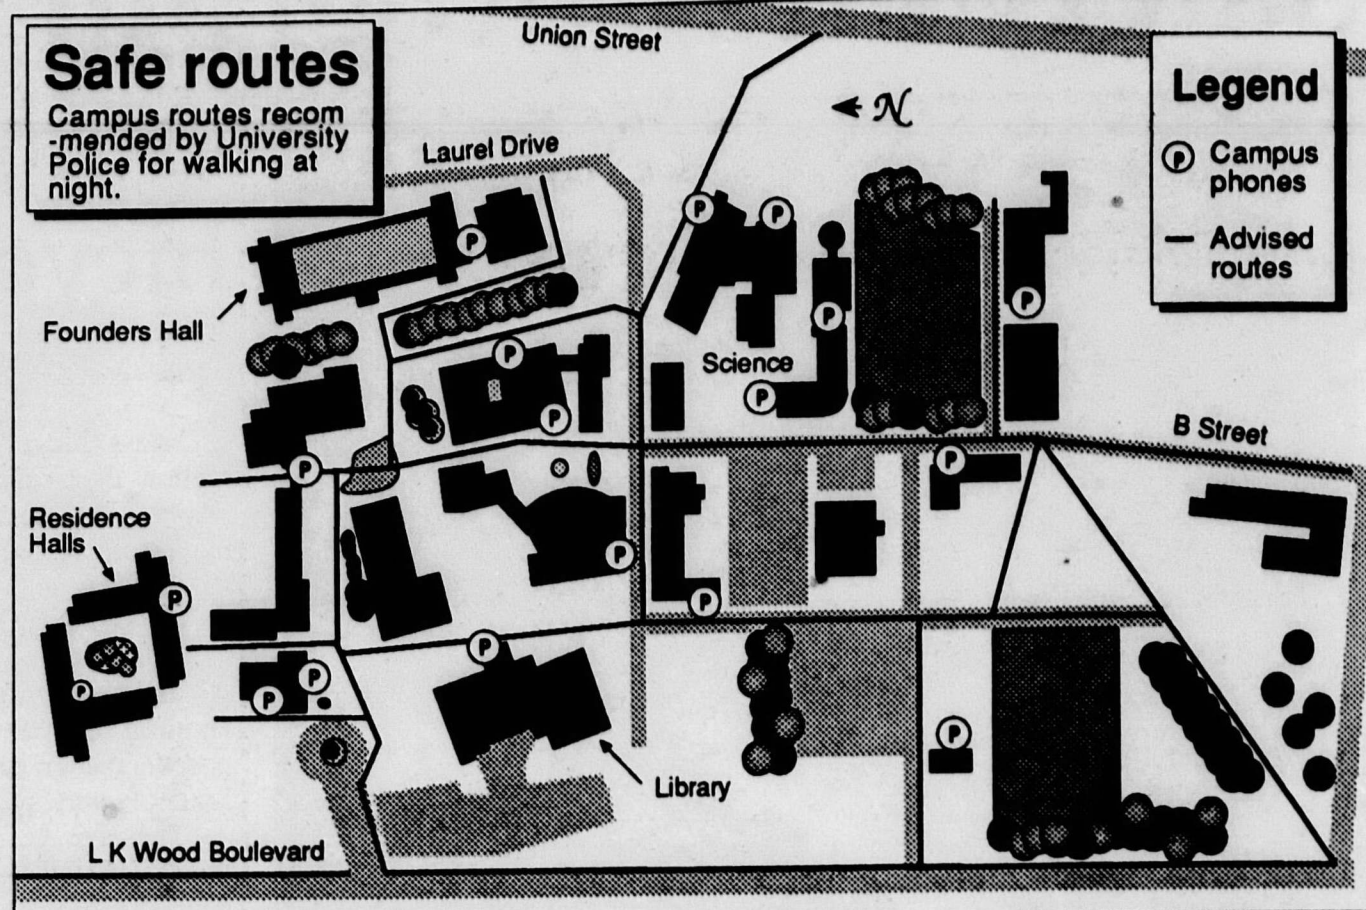 Safe routes
Campus routes recom
-mended by University
Police for walking at
night.
Union Street
N
Legend
P Campus
phones
Advised
routes
Laurel Drive
P
P
P
P
P
Founders Hall
P
Science
P
P
B Street
P
P
Residence
Halls
P
P
P
P
P
P
P
P
P
Library
L K Wood Boulevard